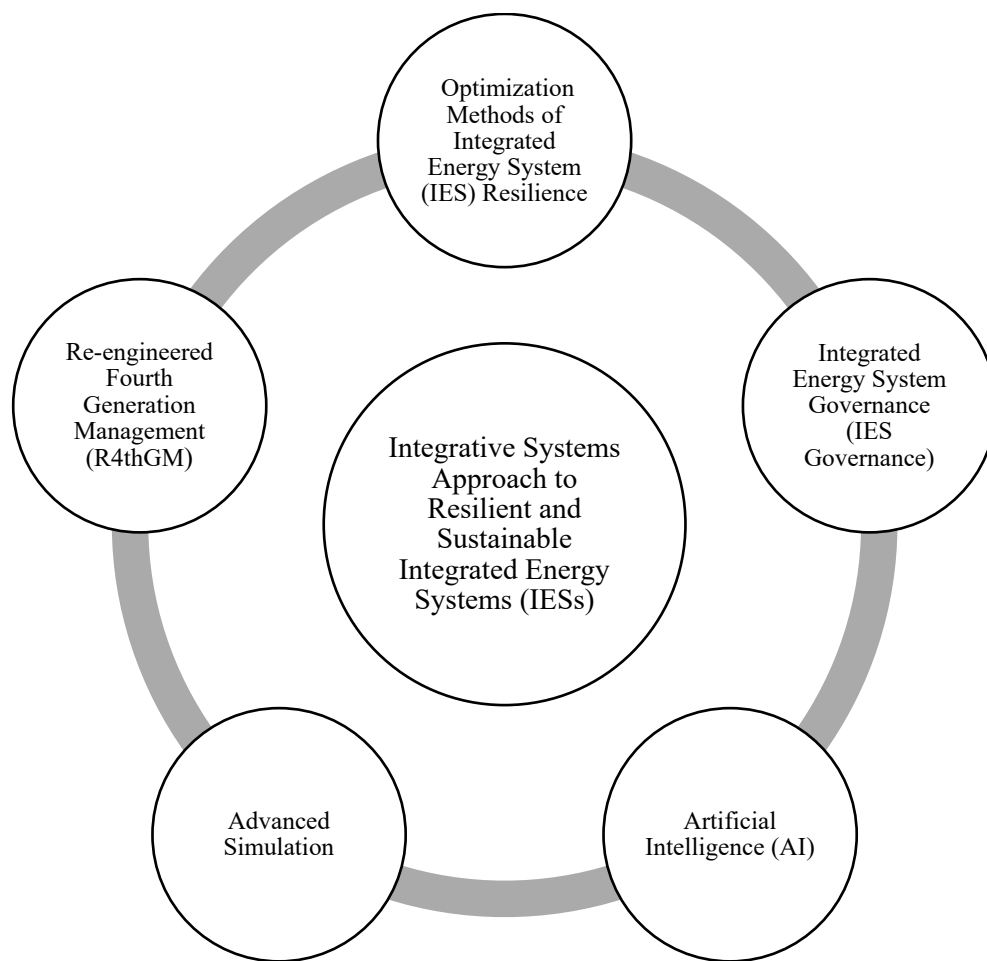 Optimization
Methods of
Integrated
Energy System
(IES) Resilience
Re-engineered
Fourth
Generation
Management
(R4thGM)
Integrated
Energy System
Governance
(IES
Governance)
Integrative Systems
Approach to
Resilient and
Sustainable
Integrated Energy
Systems (IESs)
Advanced
Simulation
Artificial
Intelligence (AI)